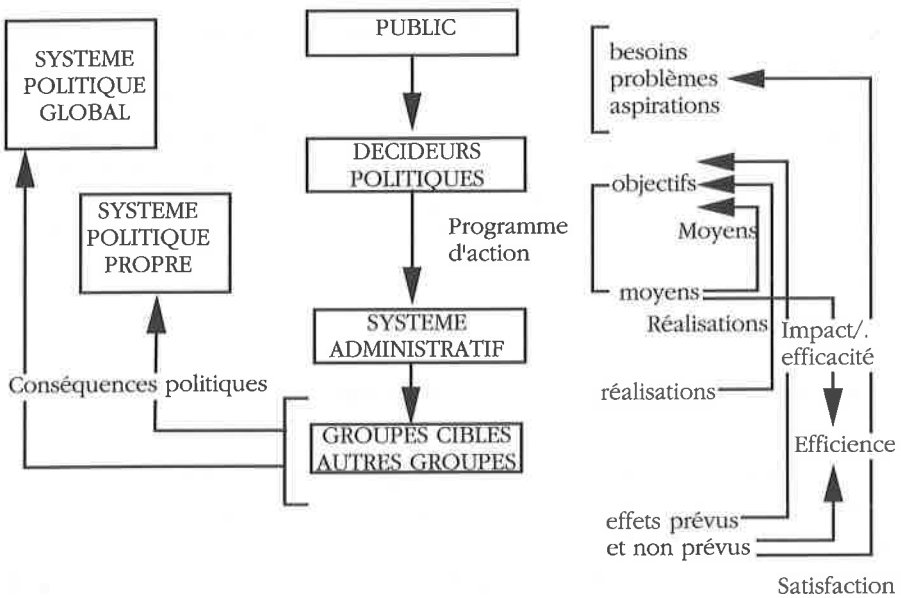 PUBLIC
SYSTEME
POLITIQUE
GLOBAL
besoins
problèmes
aspirations
DECIDEURS
POLITIQUES
objectifs
SYSTEME
POLITIQUE
PROPRE
Programme
d'action
Moyens
moyens
SYSTEME
ADMINISTRATIF
Réalisations
Impact/.
efficacité
Conséquences politiques
réalisations
GROUPES CIBLES
AUTRES GROUPES
Efficience
effets prévus
et non prévus
Satisfaction